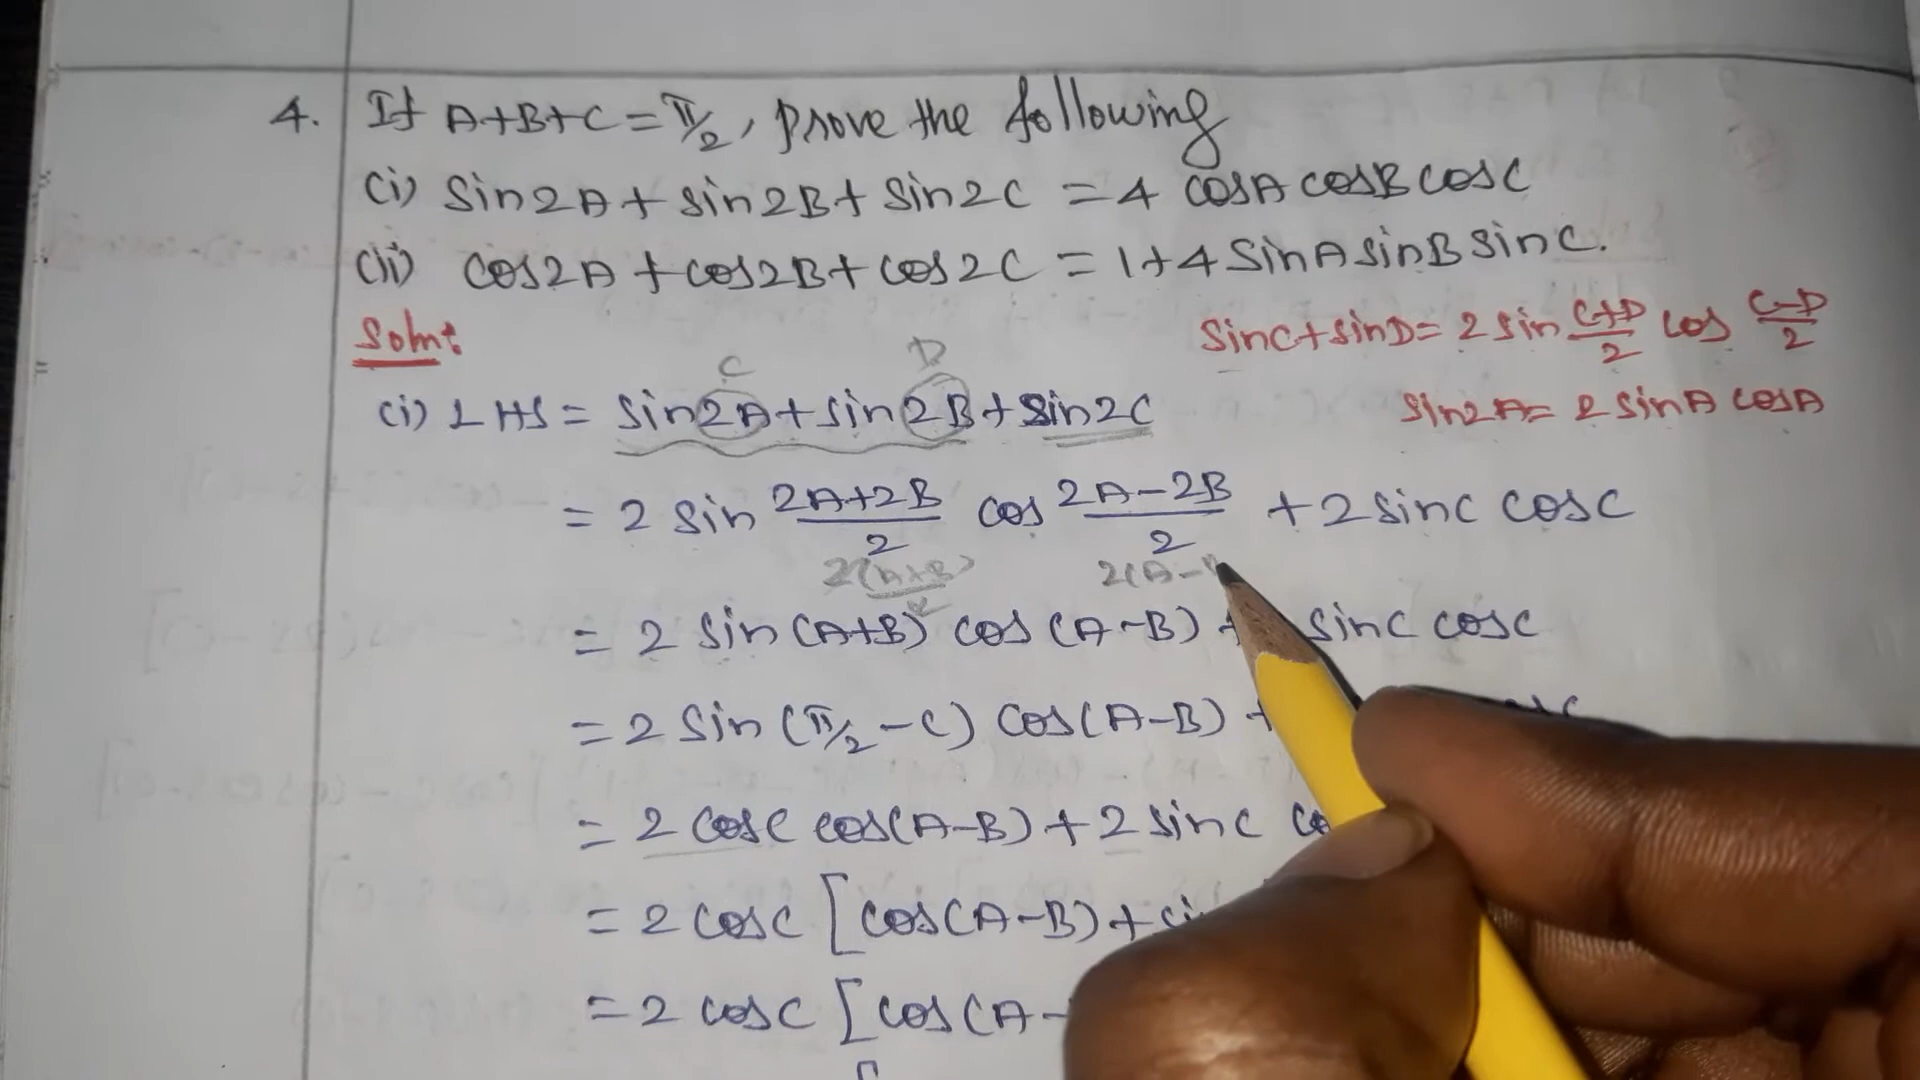 4. If A+B+C = π/2, prove the following
(i) sin2A + sin2B + sin2C = 4 cosA cosB cosC
(ii) cos2A + cos2B + cos2C = 1+4 sinA sinB sinC.
Soln:
sinC+sinD = 2 sin (C+D)/2 cos (C-D)/2
C D
(i) LHS = sin2A + sin2B + sin2C
sin2A = 2 sinA cosA
= 2 sin (2A+2B)/2 cos (2A-2B)/2 + 2 sinC cosC
2(A+B)/2 2(A-
= 2 sin (A+B) cos (A-B) + sinC cosC
= 2 sin (π/2 - C) cos(A-B) +
= 2 cosC cos(A-B) + 2 sinC
= 2 cosC [cos(A-B) +
= 2 cosC [cos(A-